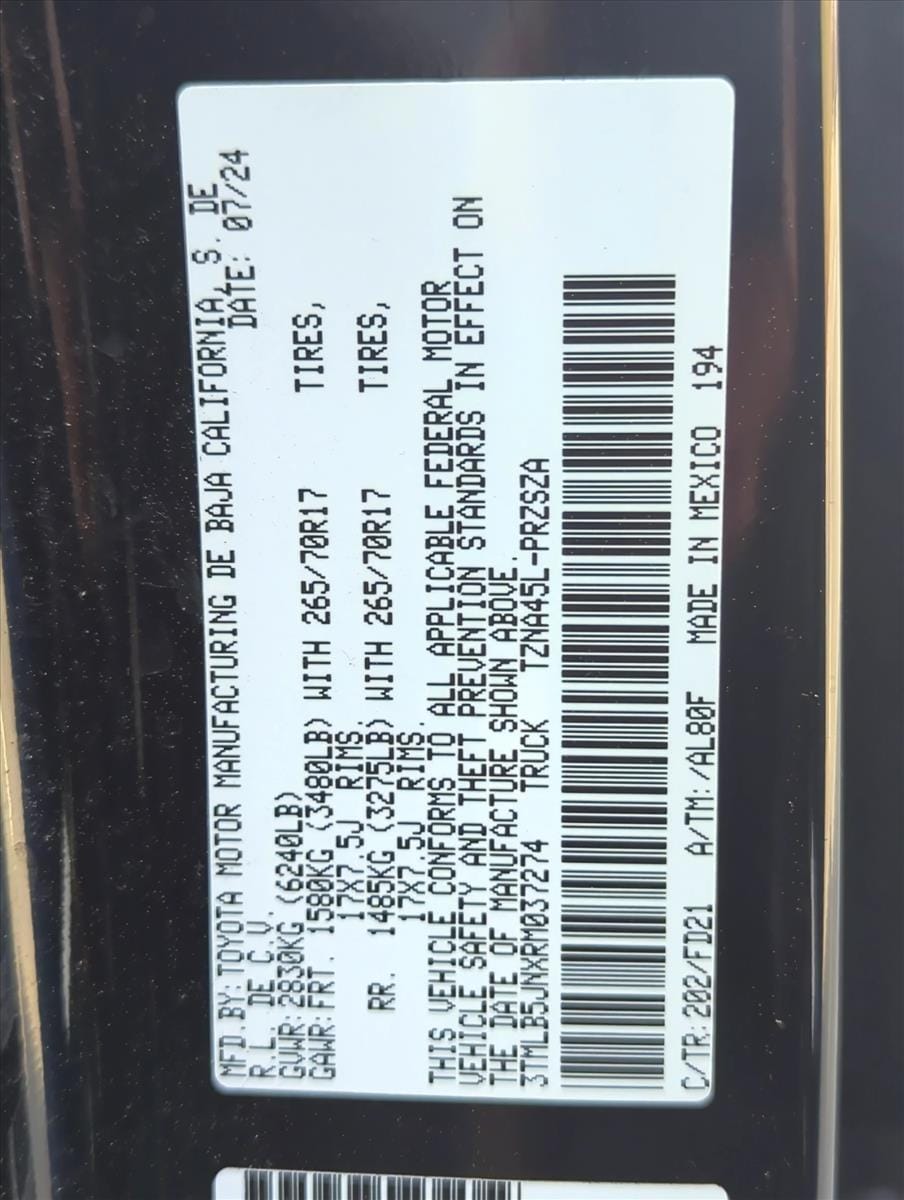 MFD.BY:TOYOTA MOTOR MANUFACTURING DE BAJA CALIFORNIA, S. DE
R.L. DE C.V. DATE: 07/24
GVWR:2830KG (6240LB)
GAWR:FRT. 1580KG (3480LB) WITH 265/70R17 TIRES,
17X7.5J RIMS.
RR. 1485KG (3275LB) WITH 265/70R17 TIRES,
17X7.5J RIMS.
THIS VEHICLE CONFORMS TO ALL APPLICABLE FEDERAL MOTOR
VEHICLE SAFETY AND THEFT PREVENTION STANDARDS IN EFFECT ON
THE DATE OF MANUFACTURE SHOWN ABOVE.
3TMLB5JNXRM037274 TRUCK TZNA45L-PRZSZA
C/TR:202/FD21 A/TM:/AL80F MADE IN MEXICO 194